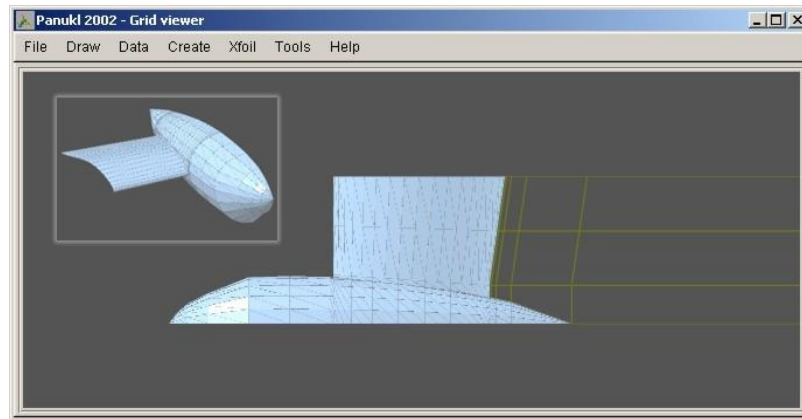 Panukl 2002 - Grid viewer
File Draw Data Create Xfoil Tools Help